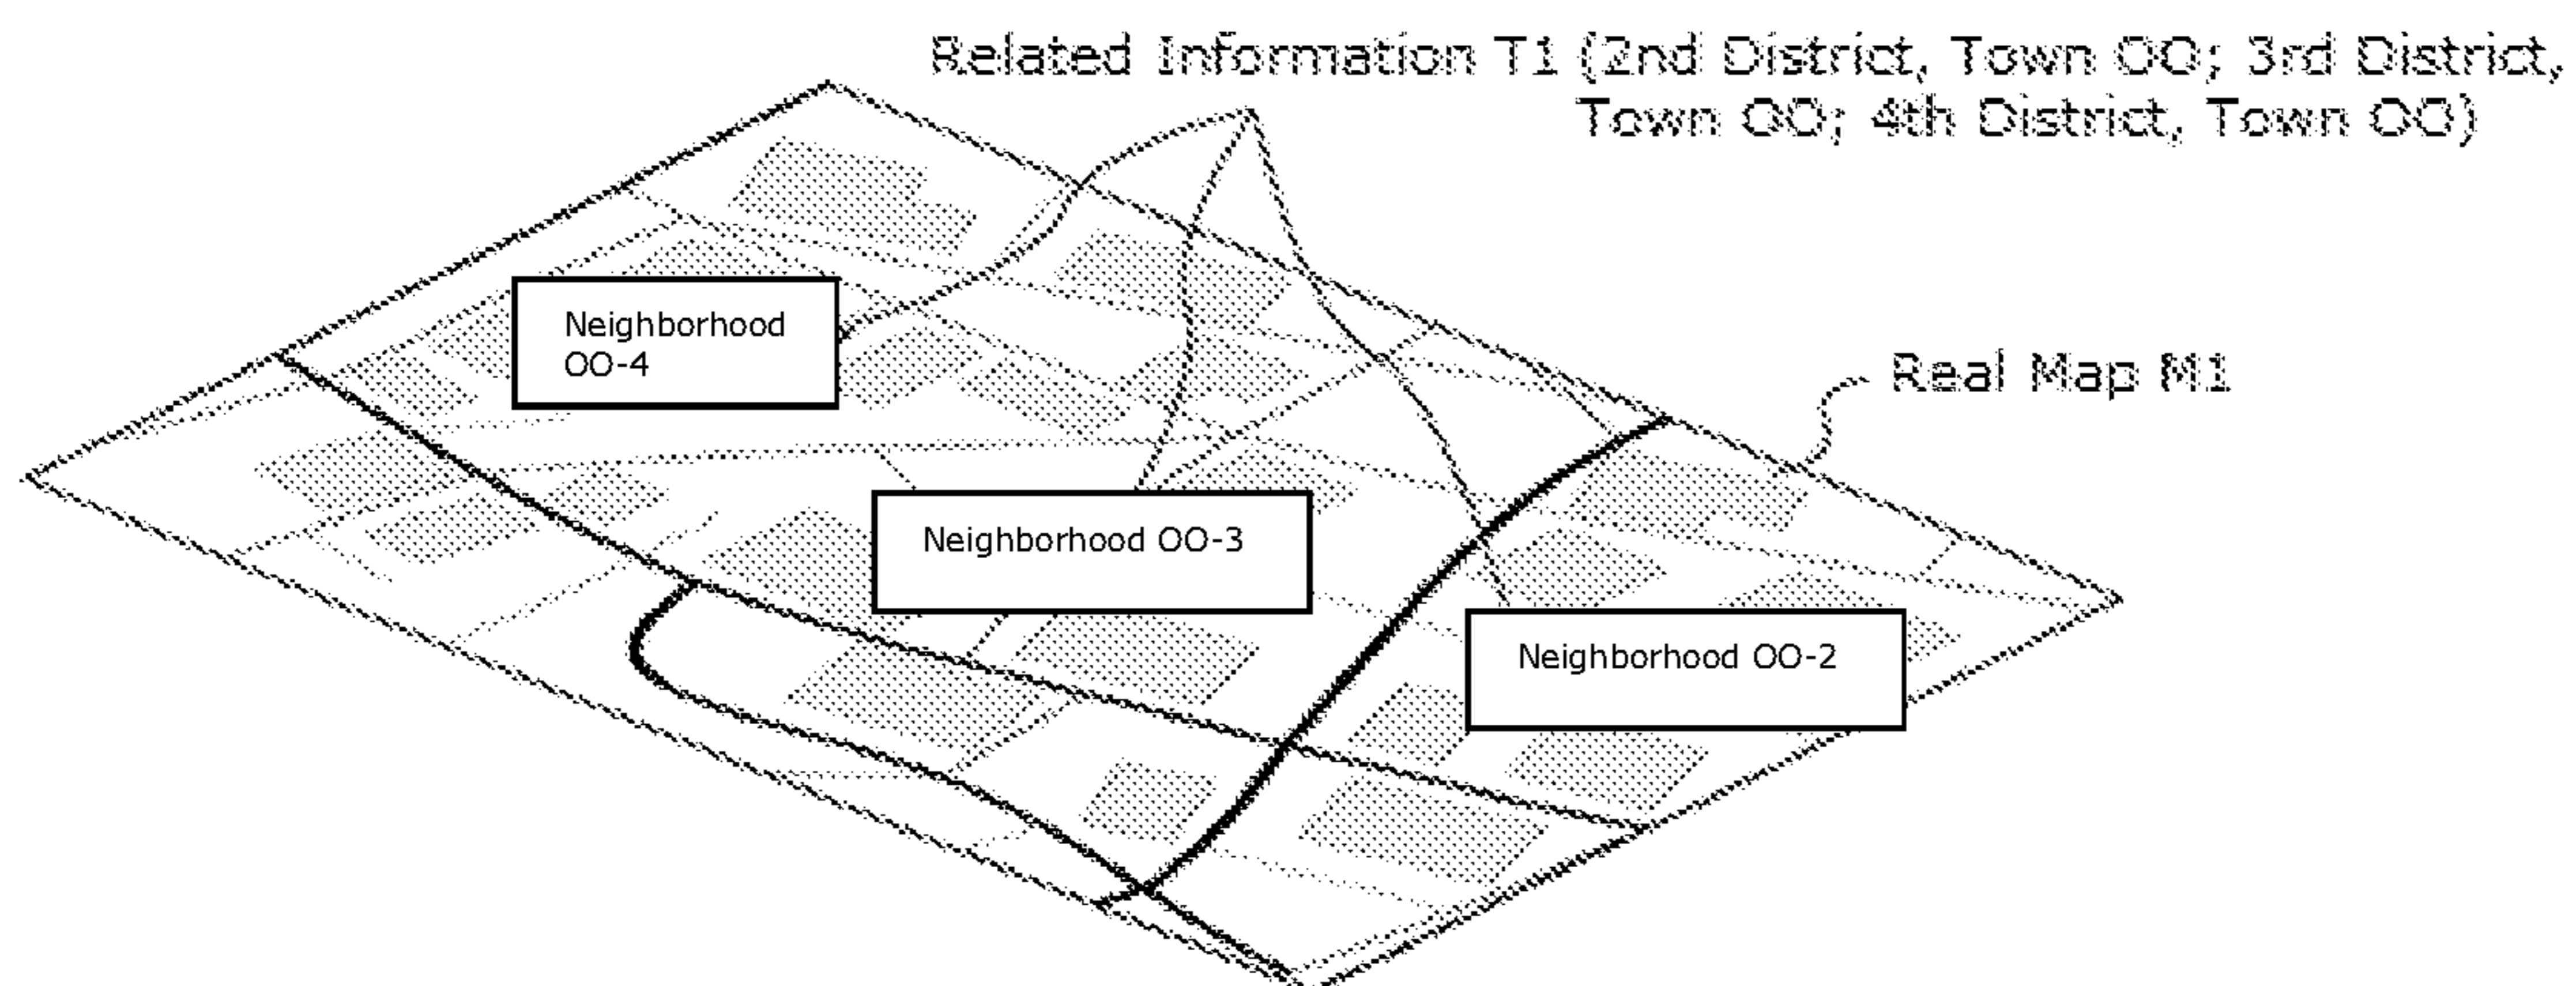 Related Information T1 (2nd District, Town OO; 3rd District,
Town OO; 4th District, Town OO)
Neighborhood
OO-4
Real Map M1
Neighborhood OO-3
Neighborhood OO-2